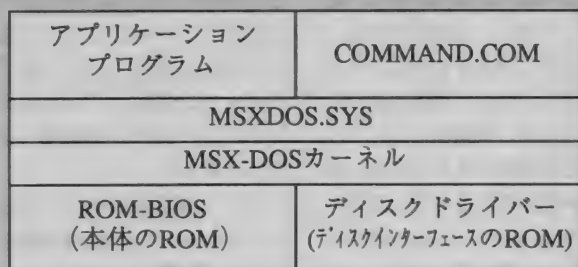 アプリケーション
プログラム
COMMAND.COM
MSXDOS.SYS
MSX-DOSカーネル
ROM-BIOS
(本体のROM)
ディスクドライバー
(ﾃﾞｨｽｸｲﾝﾀｰﾌｪｰｽのROM)